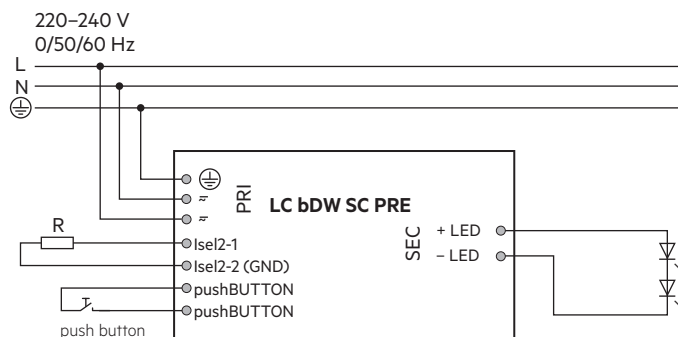 220–240 V
0/50/60 Hz
L
N
PRI
LC bDW SC PRE
R
Isel2-1
Isel2-2 (GND)
pushBUTTON
pushBUTTON
push button
SEC
+ LED
– LED